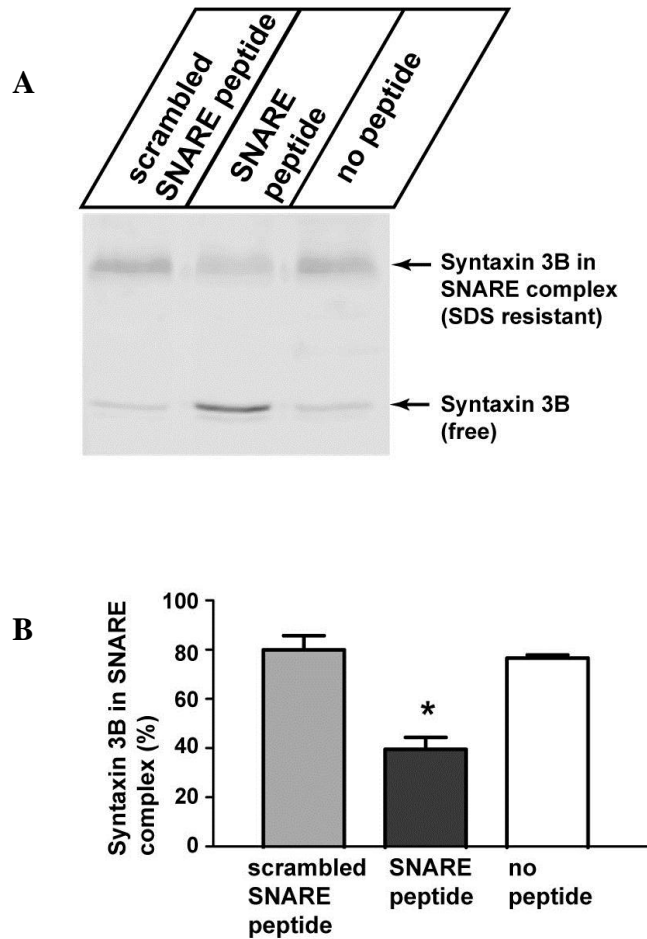 A
scrambled
SNARE peptide
SNARE
peptide
no peptide
Syntaxin 3B in
SNARE complex
(SDS resistant)
Syntaxin 3B
(free)
B
Syntaxin 3B in SNARE
complex (%)
100
80
60
40
20
0
*
scrambled
SNARE
peptide
SNARE
peptide
no
peptide